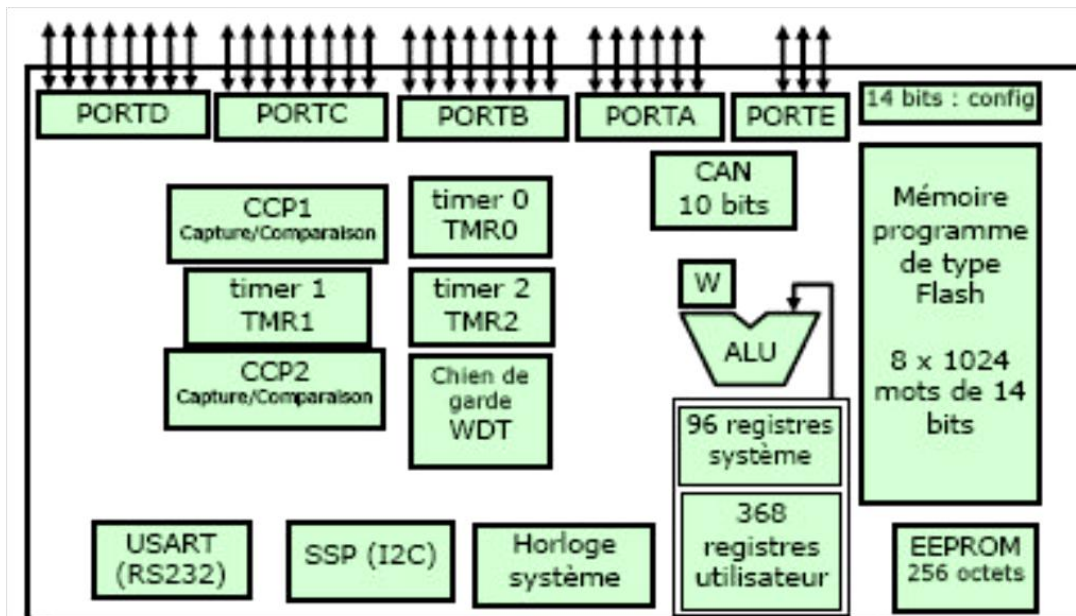 PORTD
PORTC
PORTB
PORTA
PORTE
14 bits : config
CAN
10 bits
Mémoire
programme
de type
Flash
8 x 1024
mots de 14
bits
CCP1
Capture/Comparaison
timer 0
TMR0
timer 1
TMR1
timer 2
TMR2
W
ALU
CCP2
Capture/Comparaison
Chien de
garde
WDT
96 registres
système
368
registres
utilisateur
USART
(RS232)
SSP (I2C)
Horloge
système
EEPROM
256 octets